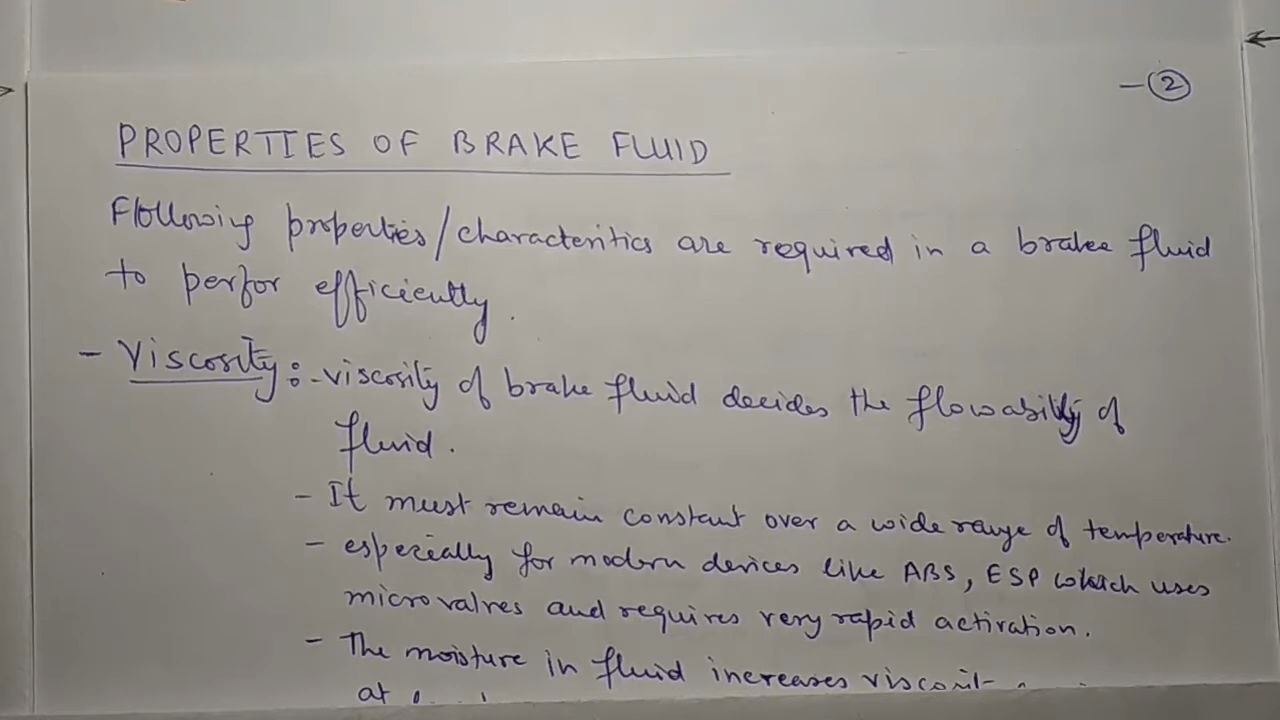 - 2
PROPERTIES OF BRAKE FLUID
Following properties/characteritics are required in a brake fluid
to perfor efficiently.
- Viscosity :- viscosity of brake fluid decides the flowability of
fluid.
- It must remain constant over a wide range of temperature.
- especially for modern devices like ABS, ESP which uses
microvalves and requires very rapid activation.
- The moisture in fluid increases
at